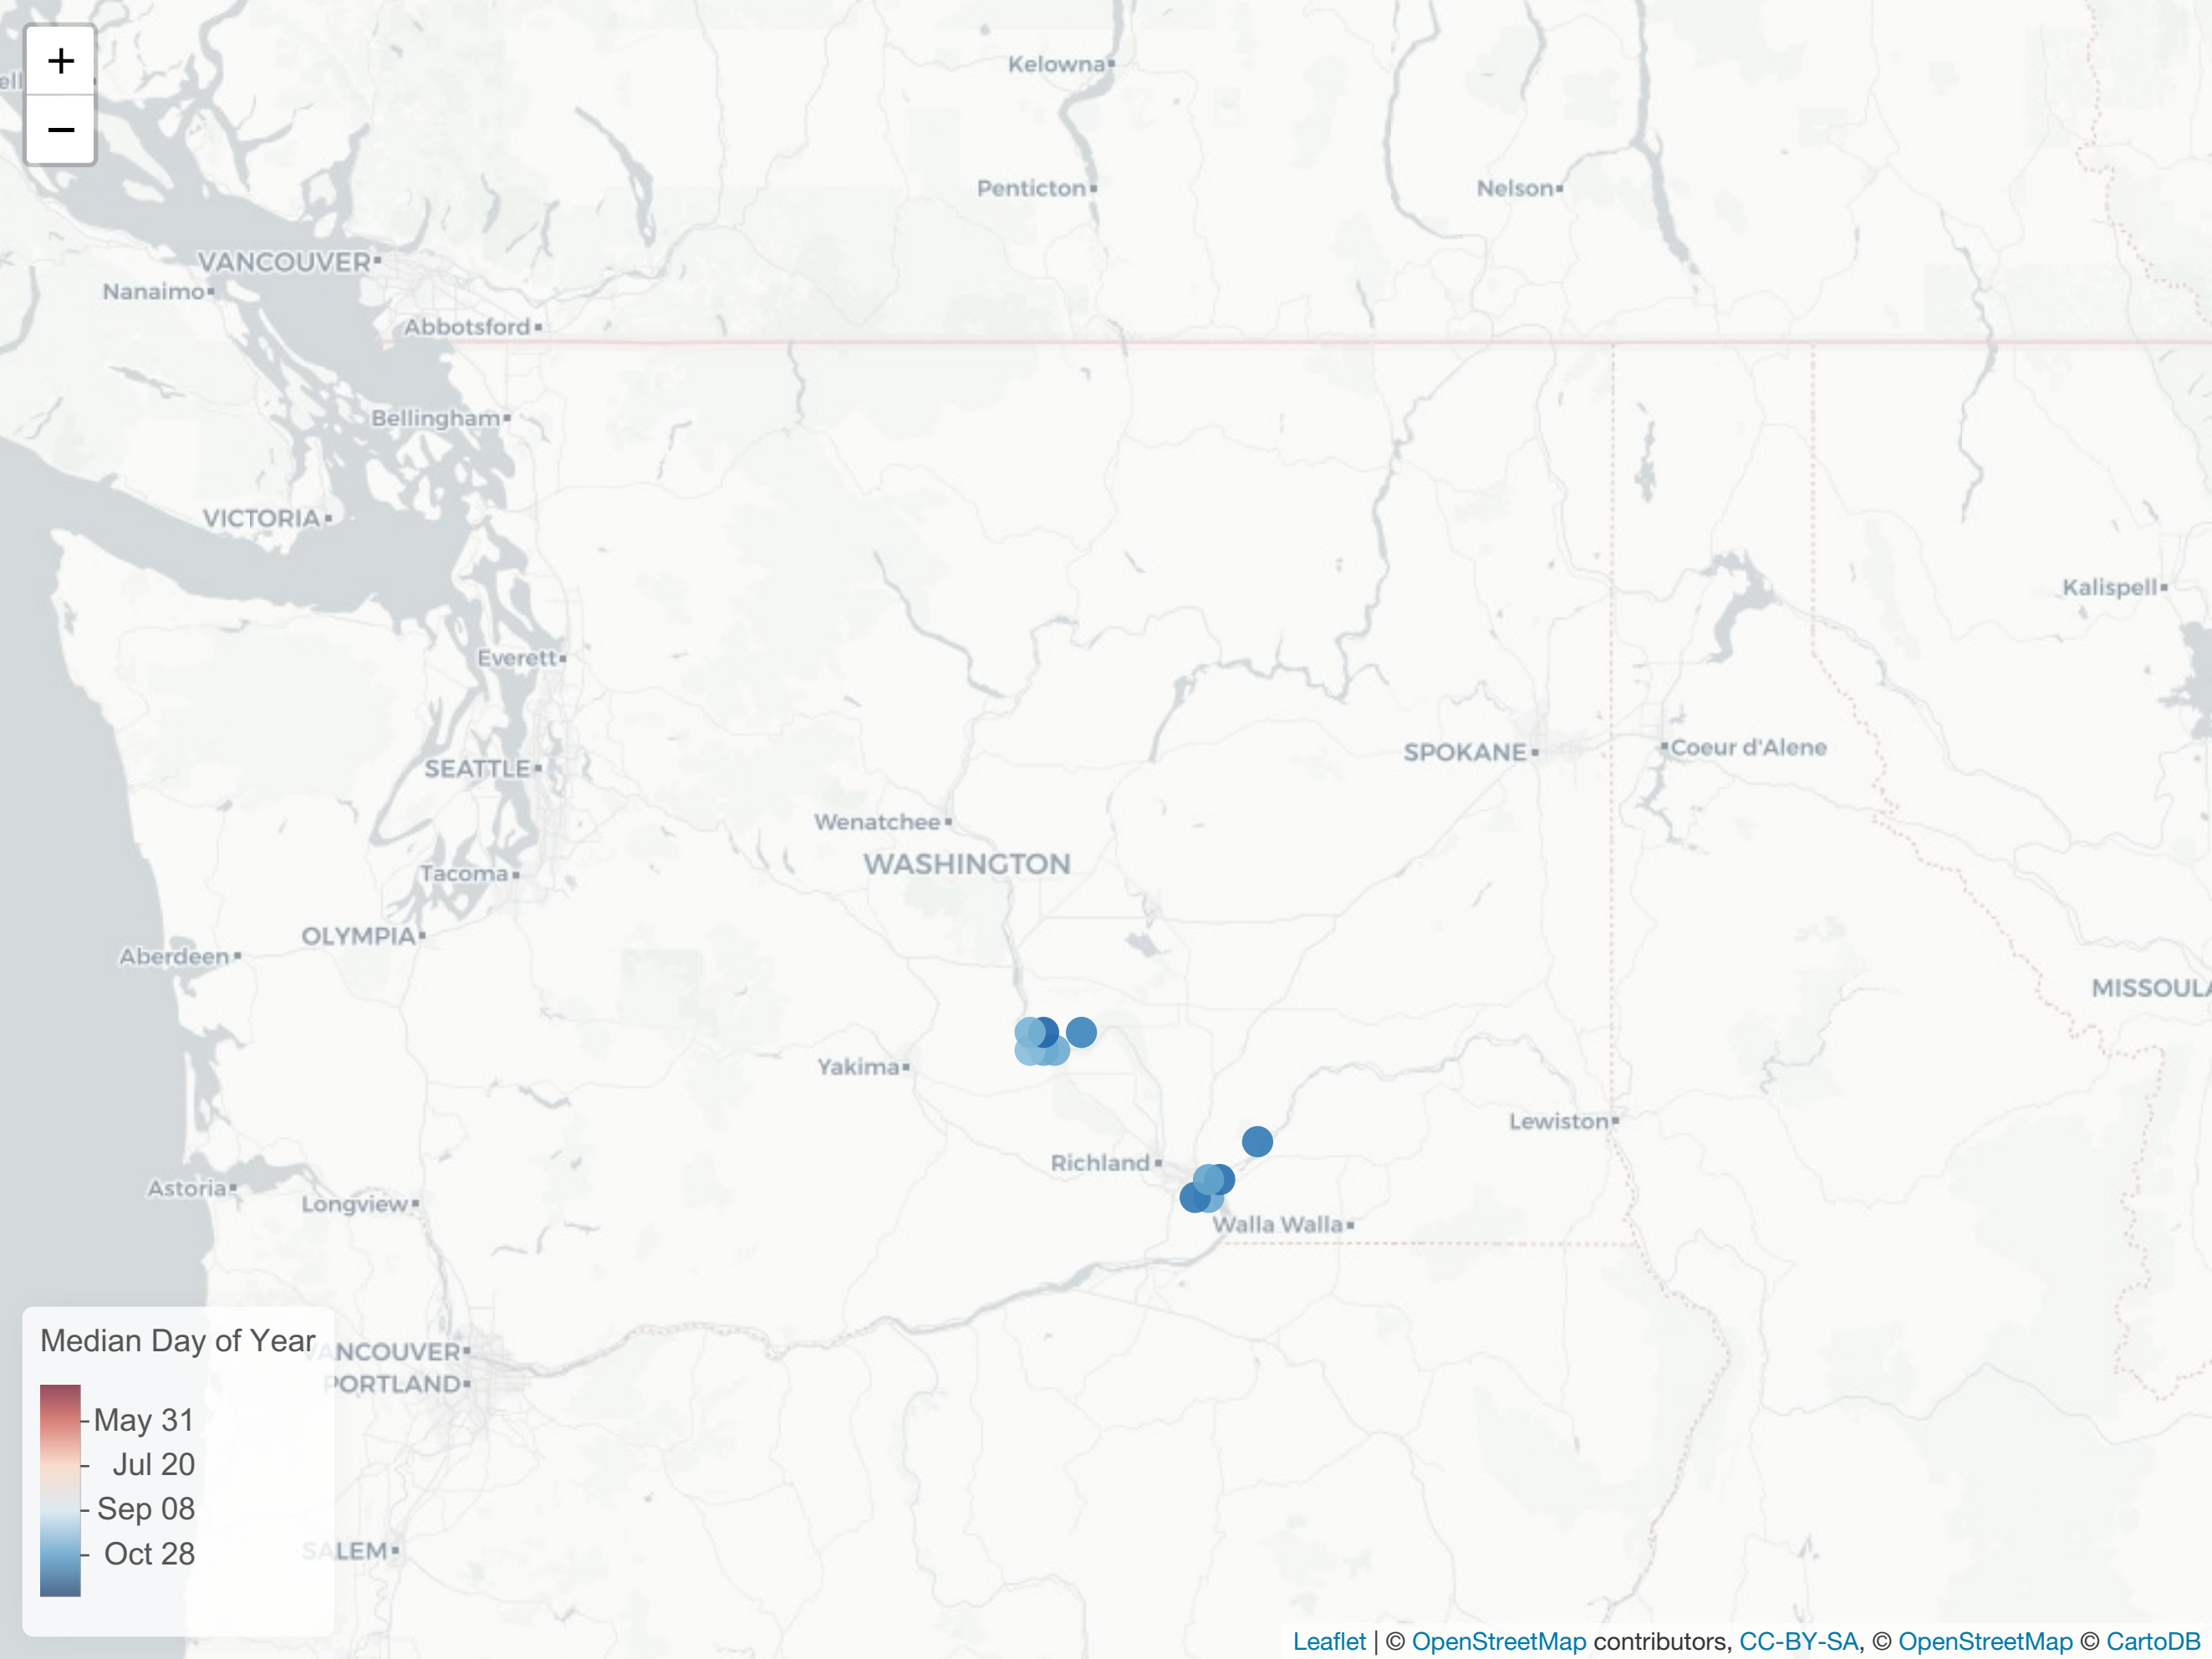 +
−
ell
Kelowna
Penticton
Nelson
VANCOUVER
Nanaimo
Abbotsford
Bellingham
VICTORIA
Kalispell
Everett
SPOKANE
Coeur d'Alene
SEATTLE
Wenatchee
WASHINGTON
Tacoma
OLYMPIA
Aberdeen
MISSOULA
Yakima
Lewiston
Richland
Astoria
Longview
Walla Walla
Median Day of Year
ANCOUVER
PORTLAND
May 31
Jul 20
Sep 08
Oct 28
SALEM
Leaflet | © OpenStreetMap contributors, CC-BY-SA, © OpenStreetMap © CartoDB